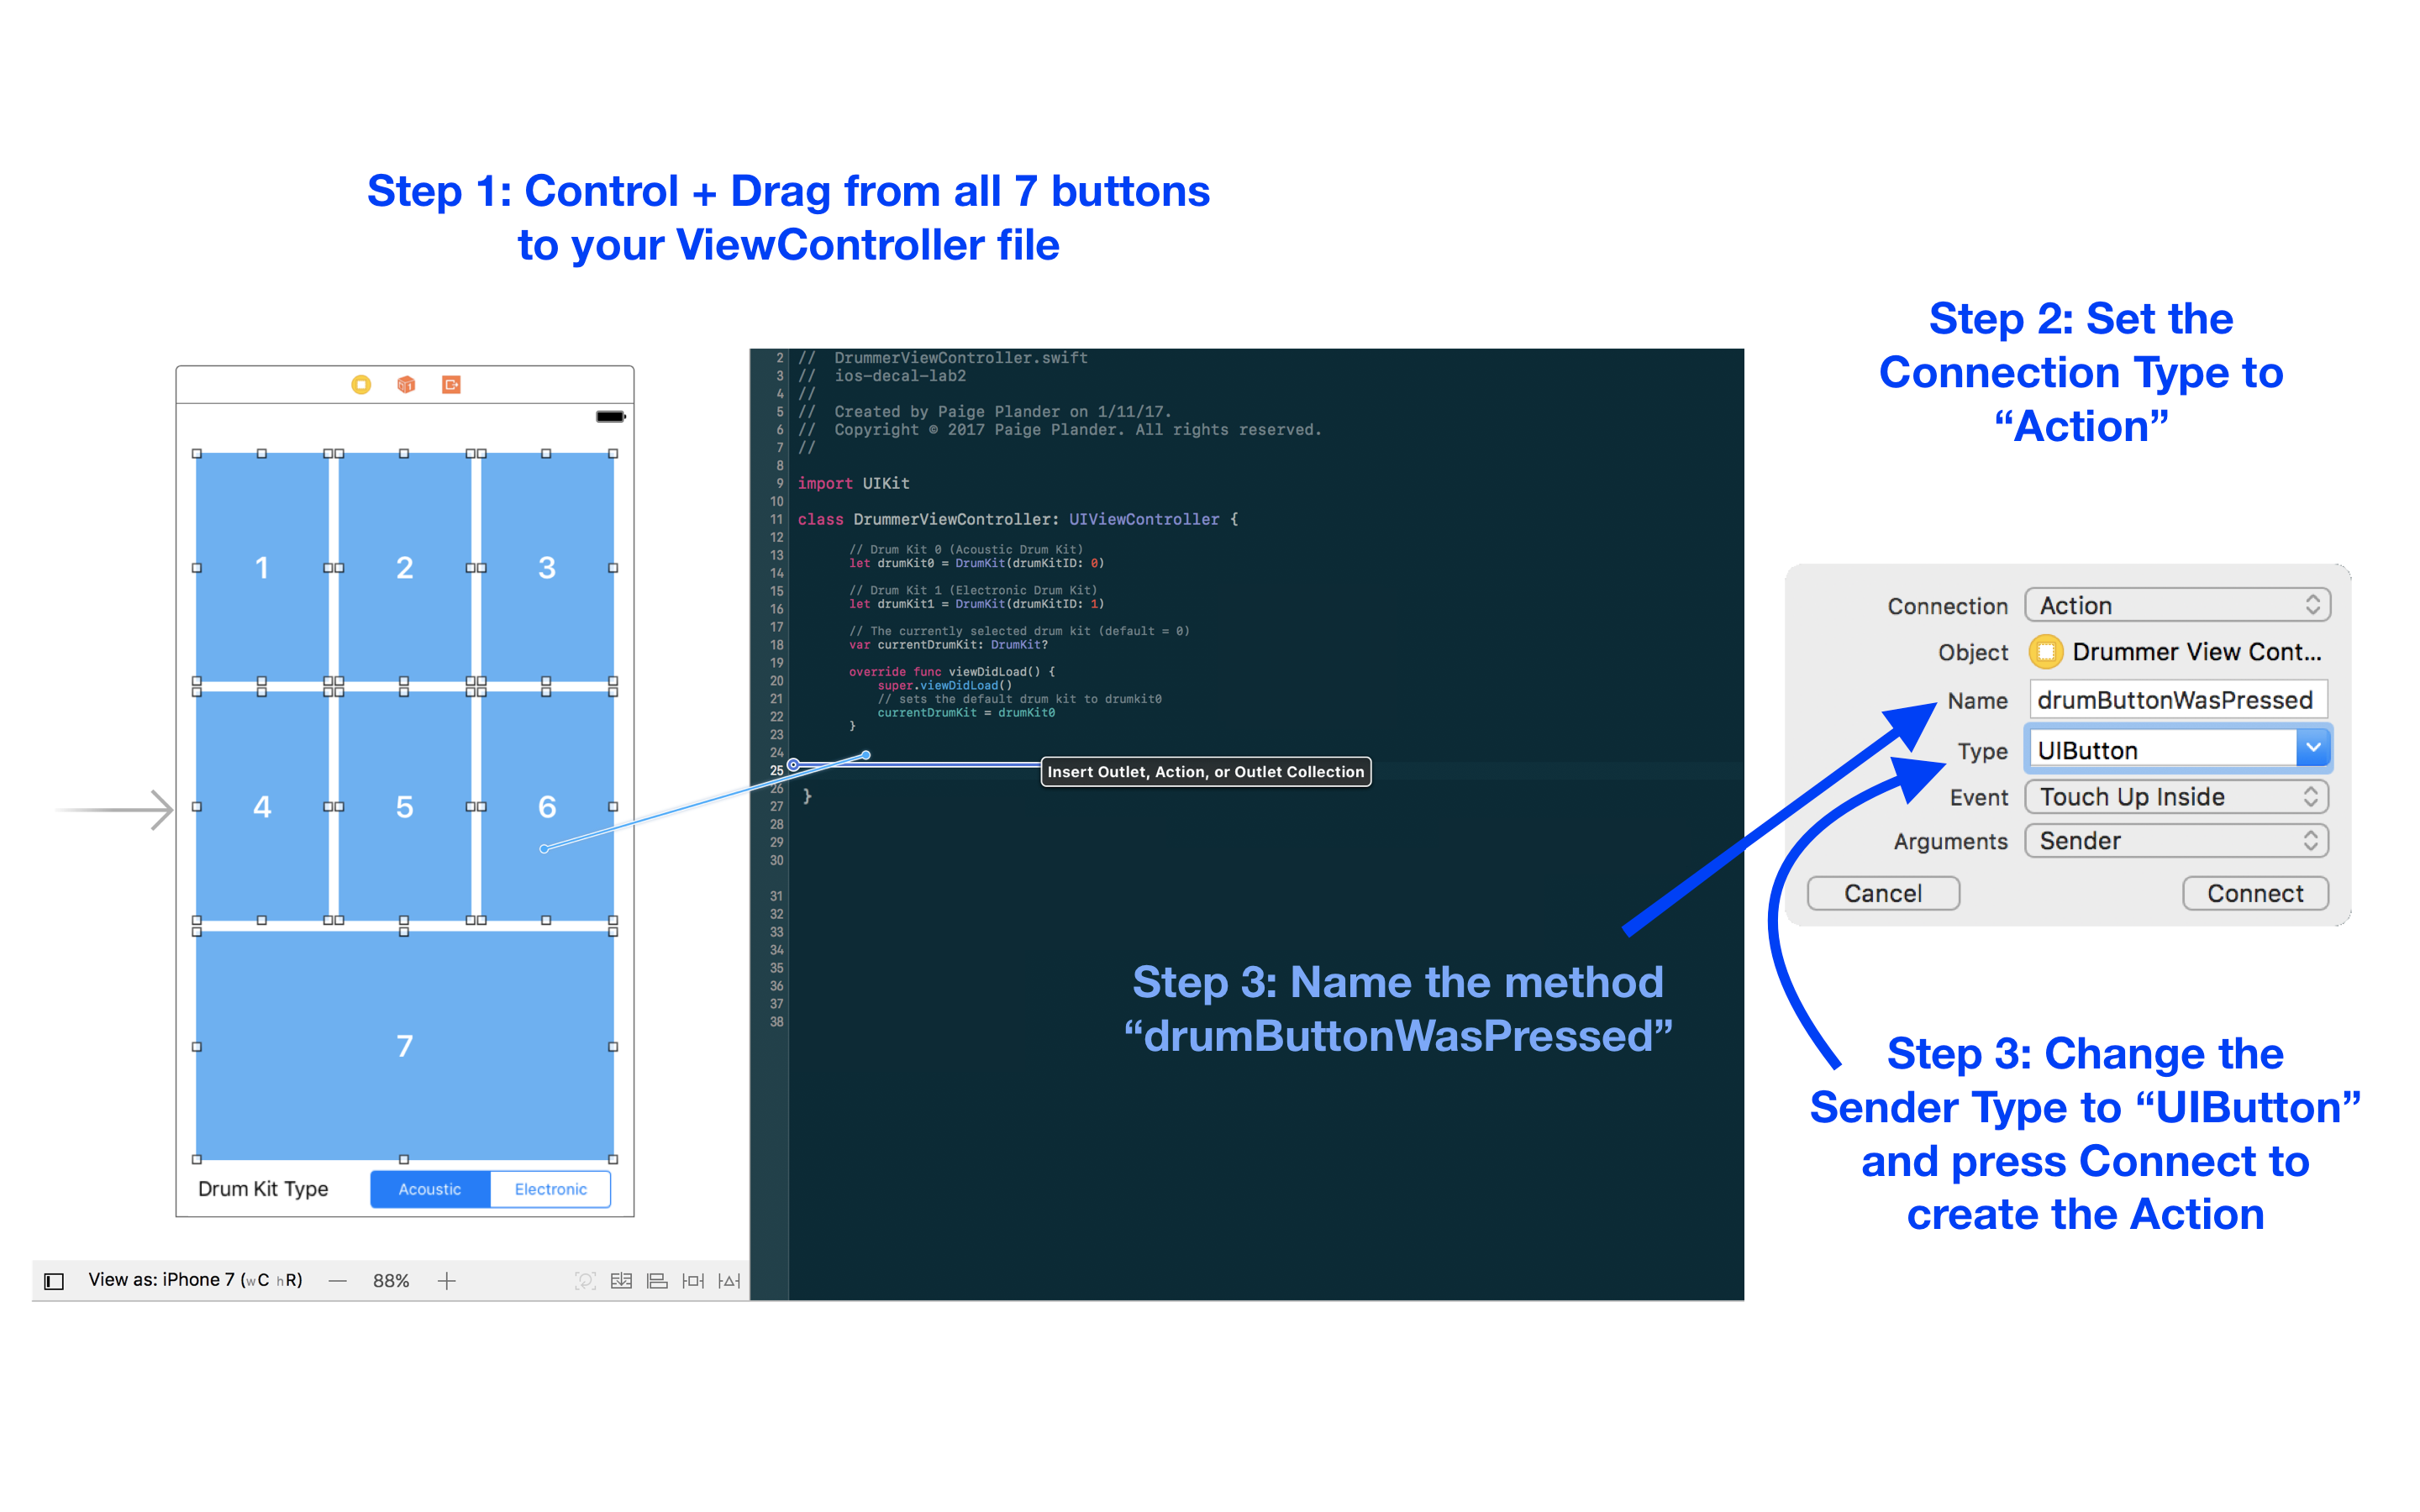 Step 1: Control + Drag from all 7 buttons
to your ViewController file
Step 2: Set the
Connection Type to
“Action”
1
2
3
4
5
6
7
Drum Kit Type
Acoustic
Electronic
View as: iPhone 7 (wC hR)
88%
2 // DrummerViewController.swift
3 // ios-decal-lab2
4 //
5 // Created by Paige Plander on 1/11/17.
6 // Copyright © 2017 Paige Plander. All rights reserved.
7 //
8
9 import UIKit
10
11 class DrummerViewController: UIViewController {
12
13 // Drum Kit 0 (Acoustic Drum Kit)
let drumKit0 = DrumKit(drumKitID: 0)
14
15 // Drum Kit 1 (Electronic Drum Kit)
16 let drumKit1 = DrumKit(drumKitID: 1)
17 // The currently selected drum kit (default = 0)
18 var currentDrumKit: DrumKit?
19
override func viewDidLoad() {
20 super.viewDidLoad()
21 // sets the default drum kit to drumkit0
22 currentDrumKit = drumKit0
}
23
24
25
Insert Outlet, Action, or Outlet Collection
26
}
27
28
29
30
31
32
33
34
35
36
37
38
Connection Action
Object Drummer View Cont...
Name drumButtonWasPressed
Type UIButton
Event Touch Up Inside
Arguments Sender
Cancel
Connect
Step 3: Name the method
“drumButtonWasPressed”
Step 3: Change the
Sender Type to “UIButton”
and press Connect to
create the Action